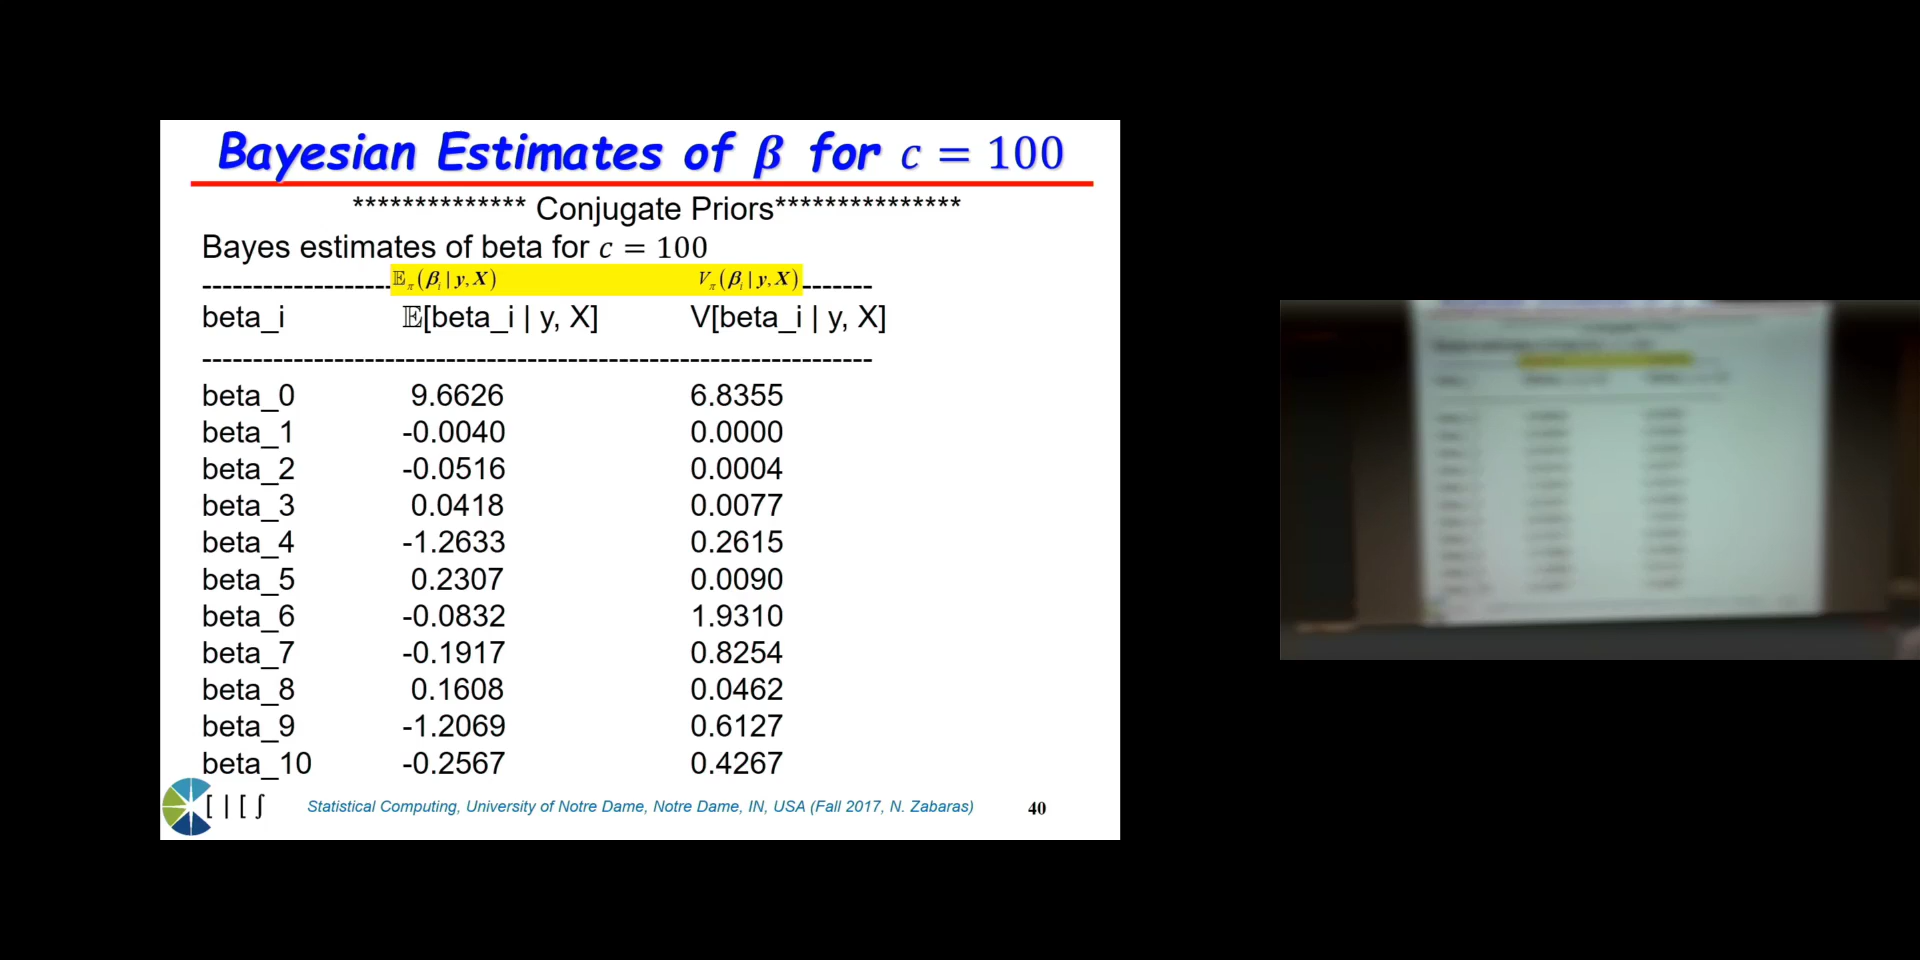 Bayesian Estimates of β for c = 100
************** Conjugate Priors***************
Bayes estimates of beta for c = 100
-------------------𝔼π(βi | y, X) Vπ(βi | y, X)-------
beta_i 𝔼[beta_i | y, X] V[beta_i | y, X]
------------------------------------------------------------------
beta_0 9.6626 6.8355
beta_1 -0.0040 0.0000
beta_2 -0.0516 0.0004
beta_3 0.0418 0.0077
beta_4 -1.2633 0.2615
beta_5 0.2307 0.0090
beta_6 -0.0832 1.9310
beta_7 -0.1917 0.8254
beta_8 0.1608 0.0462
beta_9 -1.2069 0.6127
beta_10 -0.2567 0.4267
Statistical Computing, University of Notre Dame, Notre Dame, IN, USA (Fall 2017, N. Zabaras) 40